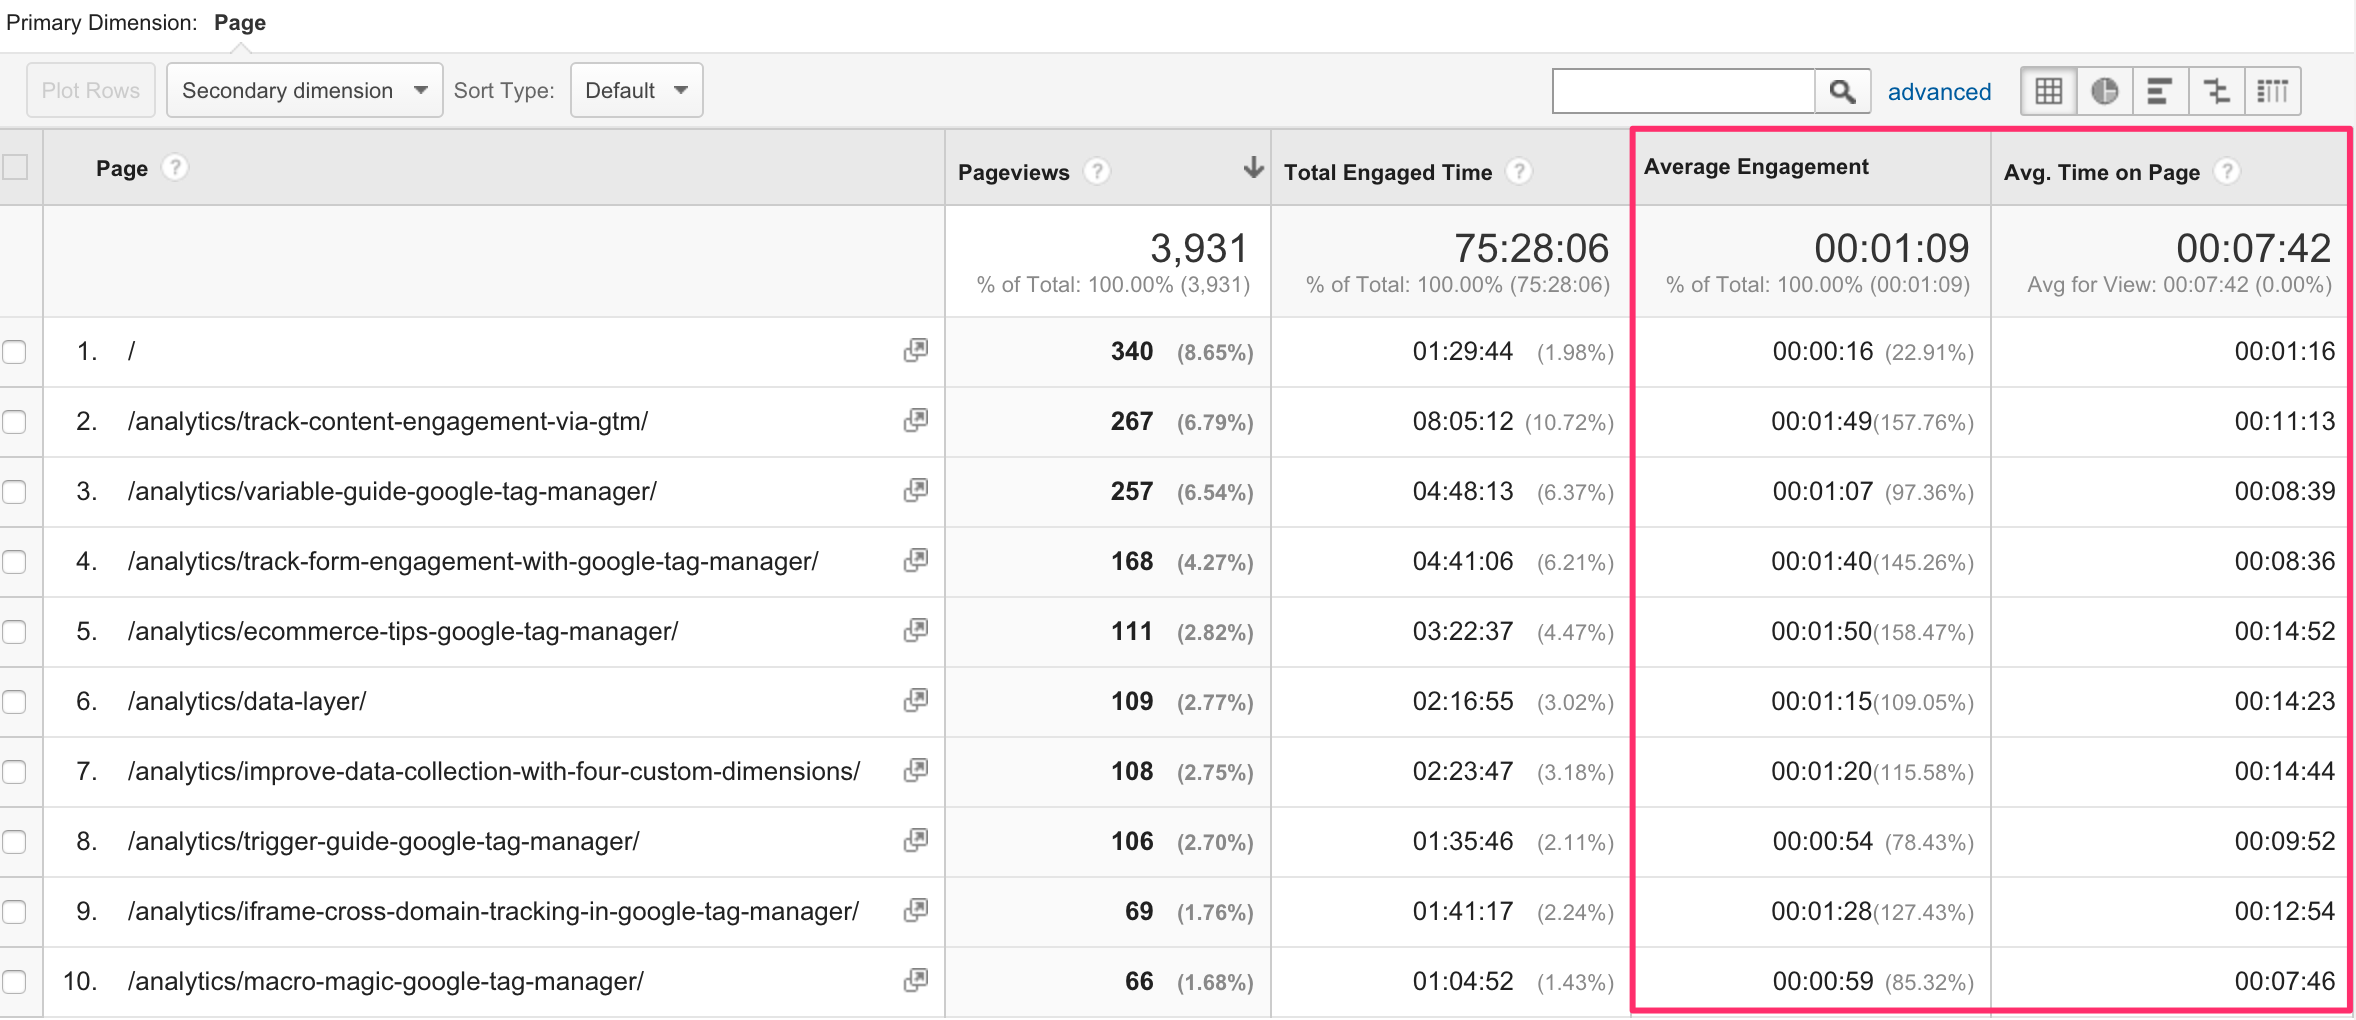 Primary Dimension: Page
Plot Rows Secondary dimension Sort Type: Default advanced
Page ? Pageviews ? Total Engaged Time ? Average Engagement Avg. Time on Page ?
3,931 75:28:06 00:01:09 00:07:42
% of Total: 100.00% (3,931) % of Total: 100.00% (75:28:06) % of Total: 100.00% (00:01:09) Avg for View: 00:07:42 (0.00%)
1. / 340 (8.65%) 01:29:44 (1.98%) 00:00:16 (22.91%) 00:01:16
2. /analytics/track-content-engagement-via-gtm/ 267 (6.79%) 08:05:12 (10.72%) 00:01:49(157.76%) 00:11:13
3. /analytics/variable-guide-google-tag-manager/ 257 (6.54%) 04:48:13 (6.37%) 00:01:07 (97.36%) 00:08:39
4. /analytics/track-form-engagement-with-google-tag-manager/ 168 (4.27%) 04:41:06 (6.21%) 00:01:40(145.26%) 00:08:36
5. /analytics/ecommerce-tips-google-tag-manager/ 111 (2.82%) 03:22:37 (4.47%) 00:01:50(158.47%) 00:14:52
6. /analytics/data-layer/ 109 (2.77%) 02:16:55 (3.02%) 00:01:15(109.05%) 00:14:23
7. /analytics/improve-data-collection-with-four-custom-dimensions/ 108 (2.75%) 02:23:47 (3.18%) 00:01:20(115.58%) 00:14:44
8. /analytics/trigger-guide-google-tag-manager/ 106 (2.70%) 01:35:46 (2.11%) 00:00:54 (78.43%) 00:09:52
9. /analytics/iframe-cross-domain-tracking-in-google-tag-manager/ 69 (1.76%) 01:41:17 (2.24%) 00:01:28(127.43%) 00:12:54
10. /analytics/macro-magic-google-tag-manager/ 66 (1.68%) 01:04:52 (1.43%) 00:00:59 (85.32%) 00:07:46